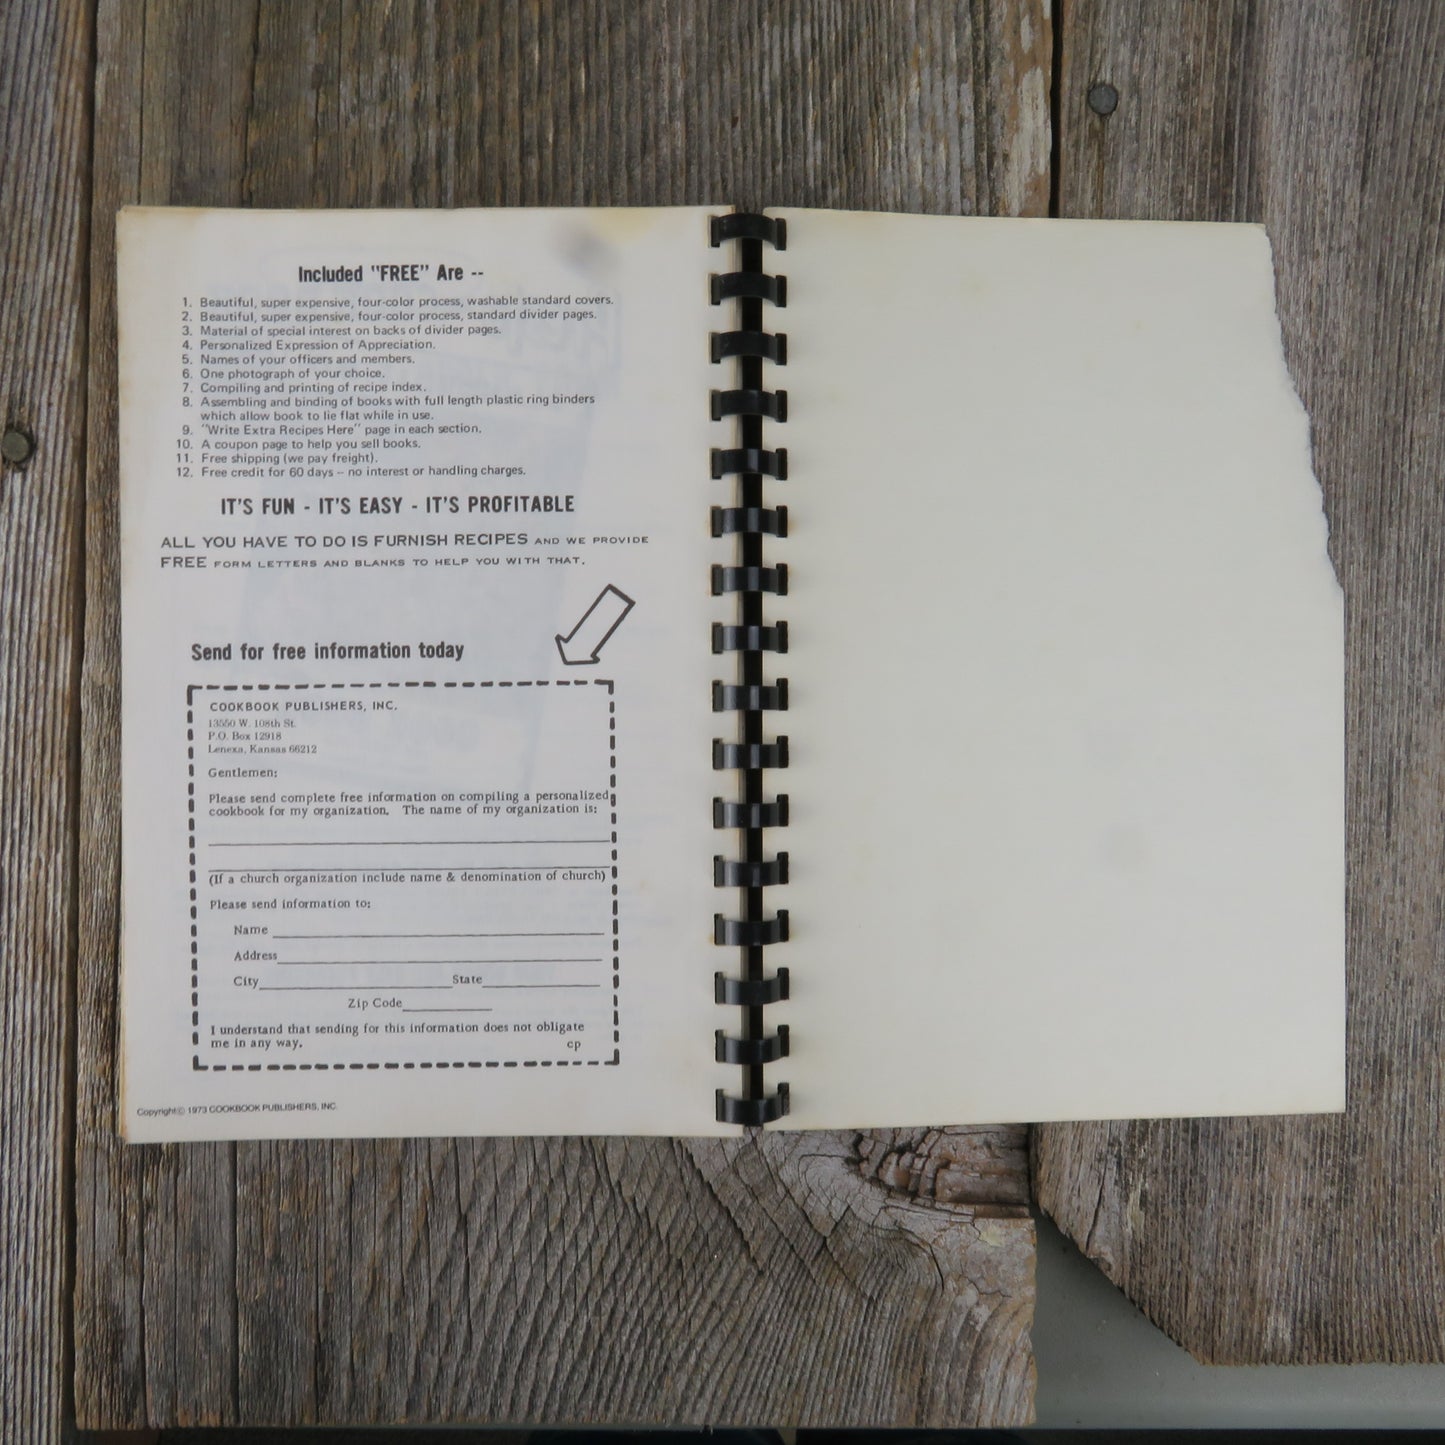 Included "FREE" Are --
1. Beautiful, super expensive, four-color process, washable standard covers.
2. Beautiful, super expensive, four-color process, standard divider pages.
3. Material of special interest on backs of divider pages.
4. Personalized Expression of Appreciation.
5. Names of your officers and members.
6. One photograph of your choice.
7. Compiling and printing of recipe index.
8. Assembling and binding of books with full length plastic ring binders
which allow book to lie flat while in use.
9. "Write Extra Recipes Here" page in each section.
10. A coupon page to help you sell books.
11. Free shipping (we pay freight).
12. Free credit for 60 days -- no interest or handling charges.
IT'S FUN - IT'S EASY - IT'S PROFITABLE
ALL YOU HAVE TO DO IS FURNISH RECIPES AND WE PROVIDE
FREE FORM LETTERS AND BLANKS TO HELP YOU WITH THAT.
Send for free information today
COOKBOOK PUBLISHERS, INC.
13550 W. 108th St.
P.O. Box 12918
Lenexa, Kansas 66212
Gentlemen:
Please send complete free information on compiling a personalized
cookbook for my organization. The name of my organization is:
(If a church organization include name & denomination of church)
Please send information to:
Name
Address
City State
Zip Code
I understand that sending for this information does not obligate
me in any way. cp
Copyright © 1973 COOKBOOK PUBLISHERS, INC.